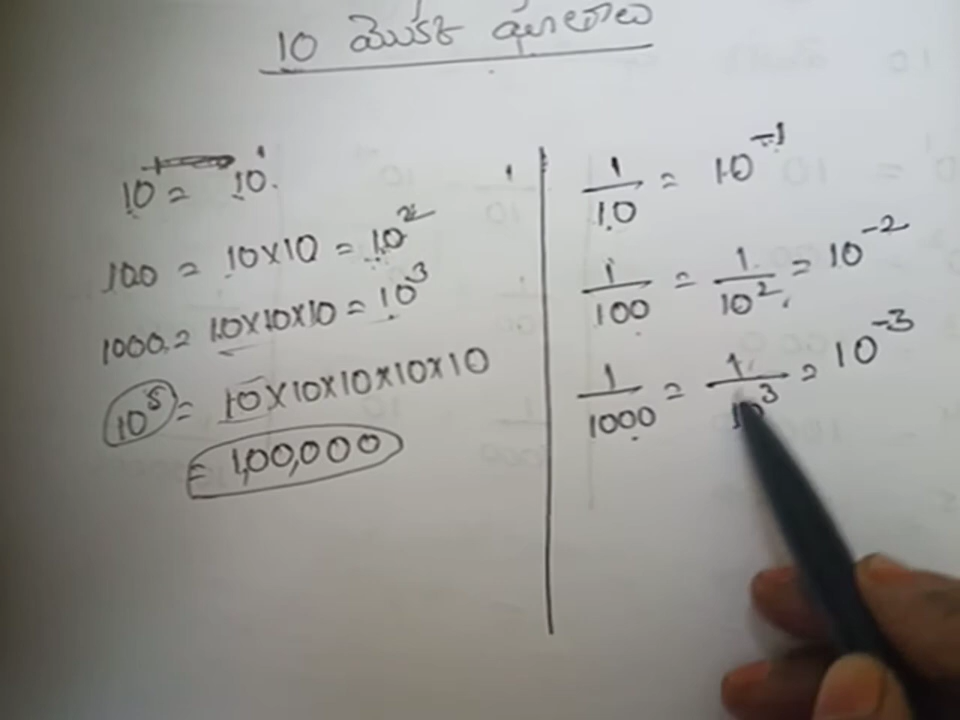 10 యొక్క ఘాతాలు
10 = 10¹
100 = 10×10 = 10²
1000 = 10×10×10 = 10³
10⁵ = 10×10×10×10×10
= 1,00,000
1/10 = 10⁻¹
1/100 = 1/10² = 10⁻²
1/1000 = 1/10³ = 10⁻³